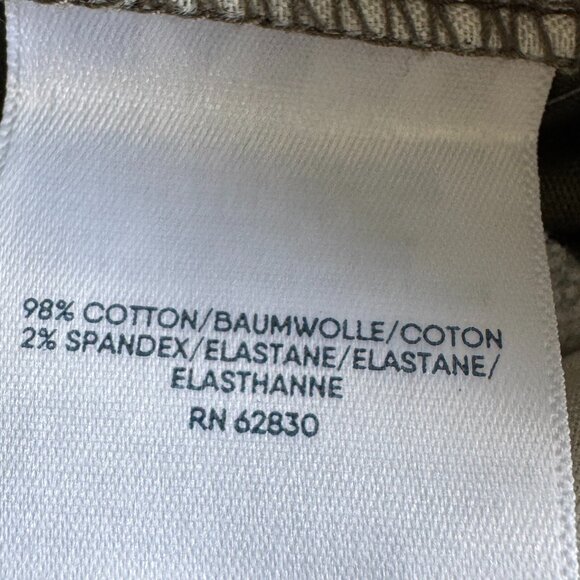 98% COTTON/BAUMWOLLE/COTON
2% SPANDEX/ELASTANE/ELASTANE/
ELASTHANNE
RN 62830